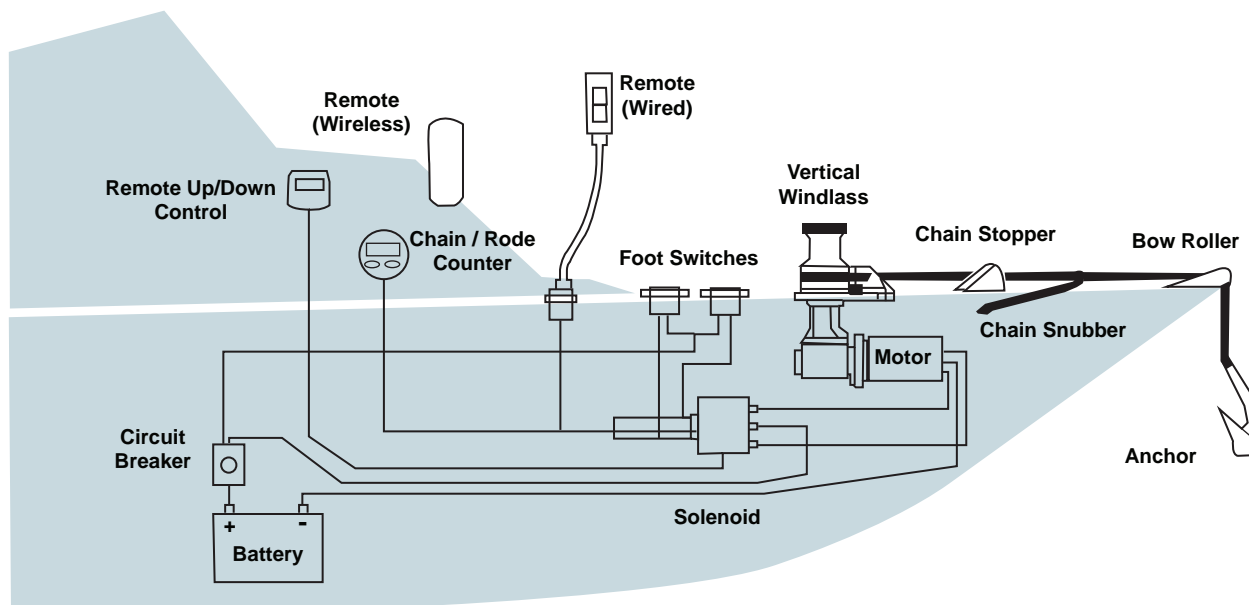 Remote
(Wireless)
Remote
(Wired)
Remote Up/Down
Control
Chain / Rode
Counter
Foot Switches
Vertical
Windlass
Chain Stopper
Bow Roller
Chain Snubber
Motor
Circuit
Breaker
Anchor
Solenoid
+ -
Battery